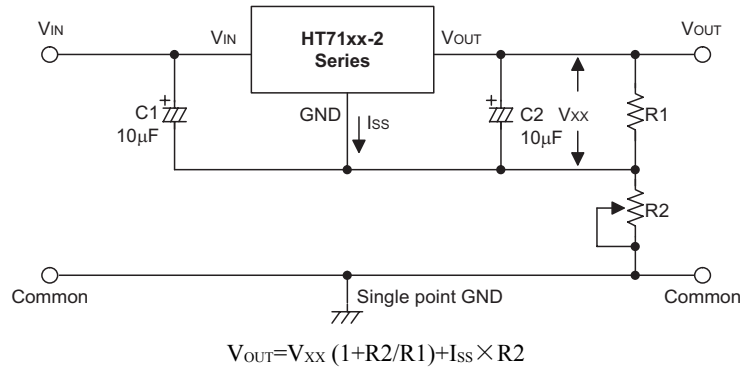 VIN
VIN
HT71xx-2
Series
VOUT
VOUT
C1
10μF
GND
ISS
C2
10μF
VXX
R1
R2
Common
Single point GND
Common
VOUT=VXX (1+R2/R1)+ISS×R2